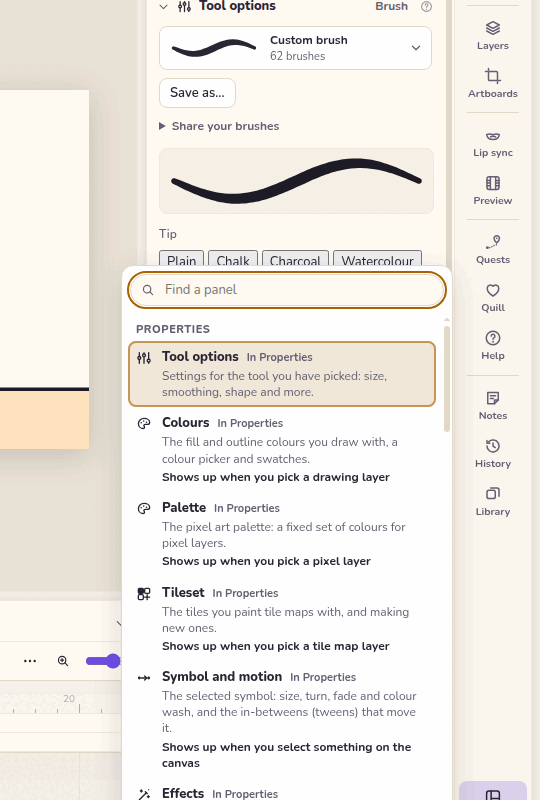 Tool options
Brush
Custom brush
62 brushes
Save as...
Share your brushes
Tip
Plain
Chalk
Charcoal
Watercolour
Find a panel
PROPERTIES
Tool options In Properties
Settings for the tool you have picked: size,
smoothing, shape and more.
Colours In Properties
The fill and outline colours you draw with, a
colour picker and swatches.
Shows up when you pick a drawing layer
Palette In Properties
The pixel art palette: a fixed set of colours for
pixel layers.
Shows up when you pick a pixel layer
Tileset In Properties
The tiles you paint tile maps with, and making
new ones.
Shows up when you pick a tile map layer
Symbol and motion In Properties
The selected symbol: size, turn, fade and colour
wash, and the in-betweens (tweens) that move
it.
Shows up when you select something on the
canvas
Effects In Properties
20
Layers
Artboards
Lip sync
Preview
Quests
Quill
Help
Notes
History
Library